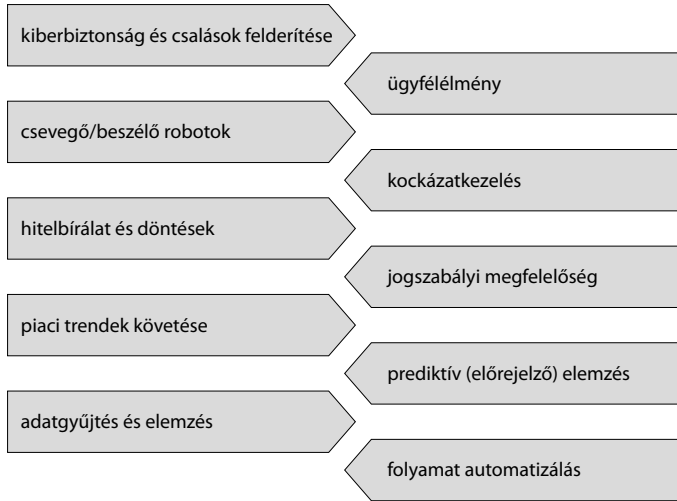 kiberbiztonság és csalások felderítése
ügyfélélmény
csevegő/beszélő robotok
kockázatkezelés
hitelbírálat és döntések
jogszabályi megfelelőség
piaci trendek követése
prediktív (előrejelző) elemzés
adatgyűjtés és elemzés
folyamat automatizálás